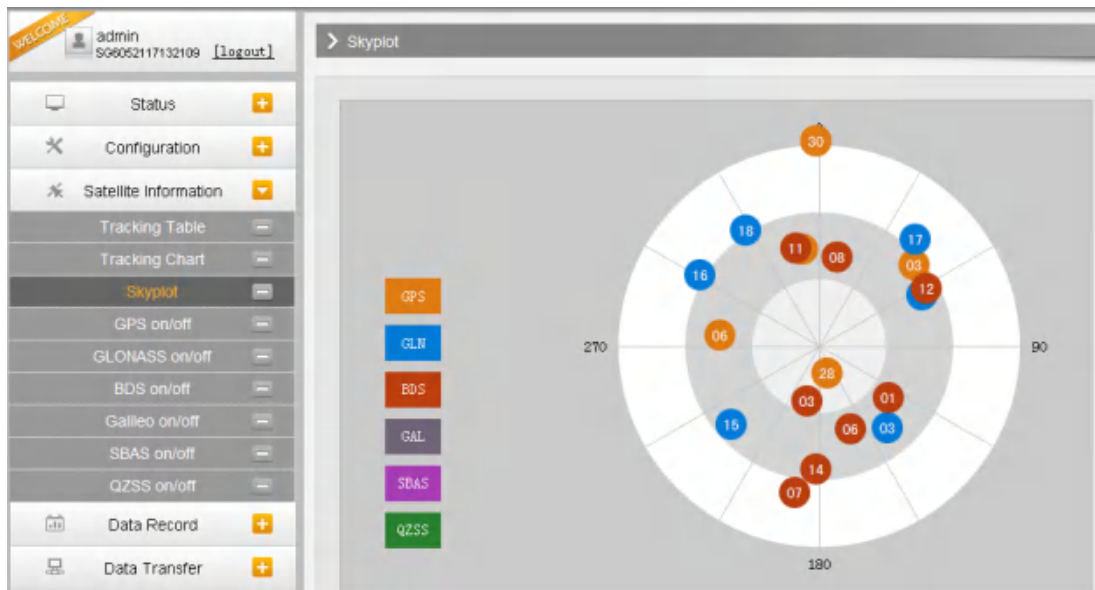 WELCOME
admin
SG6052117132109 [logout]
Status
Configuration
Satellite Information
Tracking Table
Tracking Chart
Skyplot
GPS on/off
GLONASS on/off
BDS on/off
Galileo on/off
SBAS on/off
QZSS on/off
Data Record
Data Transfer
Skyplot
GPS
GLN
BDS
GAL
SBAS
QZSS
30
18
17
11
08
03
16
12
06
270
90
28
03
01
15
06
03
14
07
180